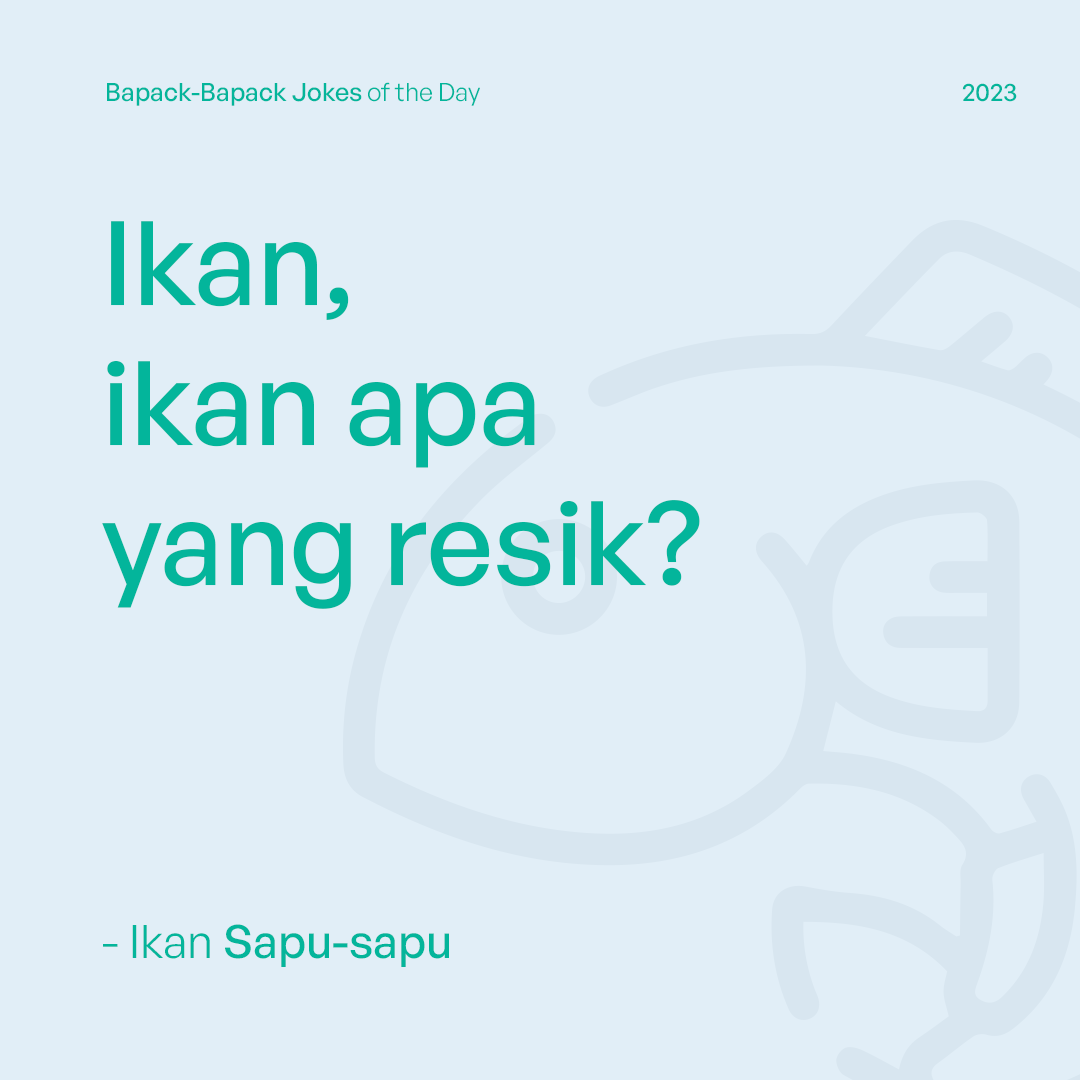 Bapack-Bapack Jokes of the Day
2023
Ikan,
ikan apa
yang resik?
- Ikan Sapu-sapu